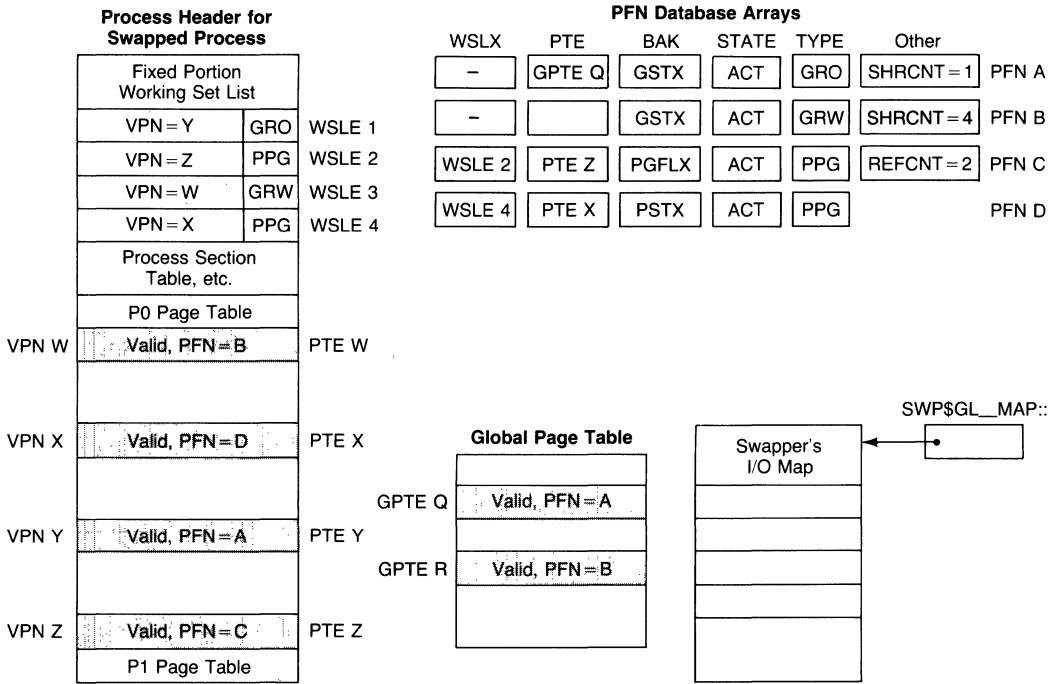 Process Header for
Swapped Process
Fixed Portion
Working Set List
VPN = Y GRO WSLE 1
VPN = Z PPG WSLE 2
VPN = W GRW WSLE 3
VPN = X PPG WSLE 4
Process Section
Table, etc.
P0 Page Table
VPN W Valid, PFN = B PTE W
VPN X Valid, PFN = D PTE X
VPN Y Valid, PFN = A PTE Y
VPN Z Valid, PFN = C PTE Z
P1 Page Table
PFN Database Arrays
WSLX PTE BAK STATE TYPE Other
– GPTE Q GSTX ACT GRO SHRCNT = 1 PFN A
– GSTX ACT GRW SHRCNT = 4 PFN B
WSLE 2 PTE Z PGFLX ACT PPG REFCNT = 2 PFN C
WSLE 4 PTE X PSTX ACT PPG PFN D
Global Page Table
GPTE Q Valid, PFN = A
GPTE R Valid, PFN = B
Swapper's
I/O Map
SWP$GL__MAP::